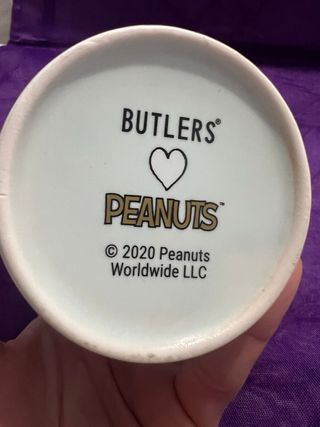 BUTLERS®
PEANUTS™
© 2020 Peanuts
Worldwide LLC